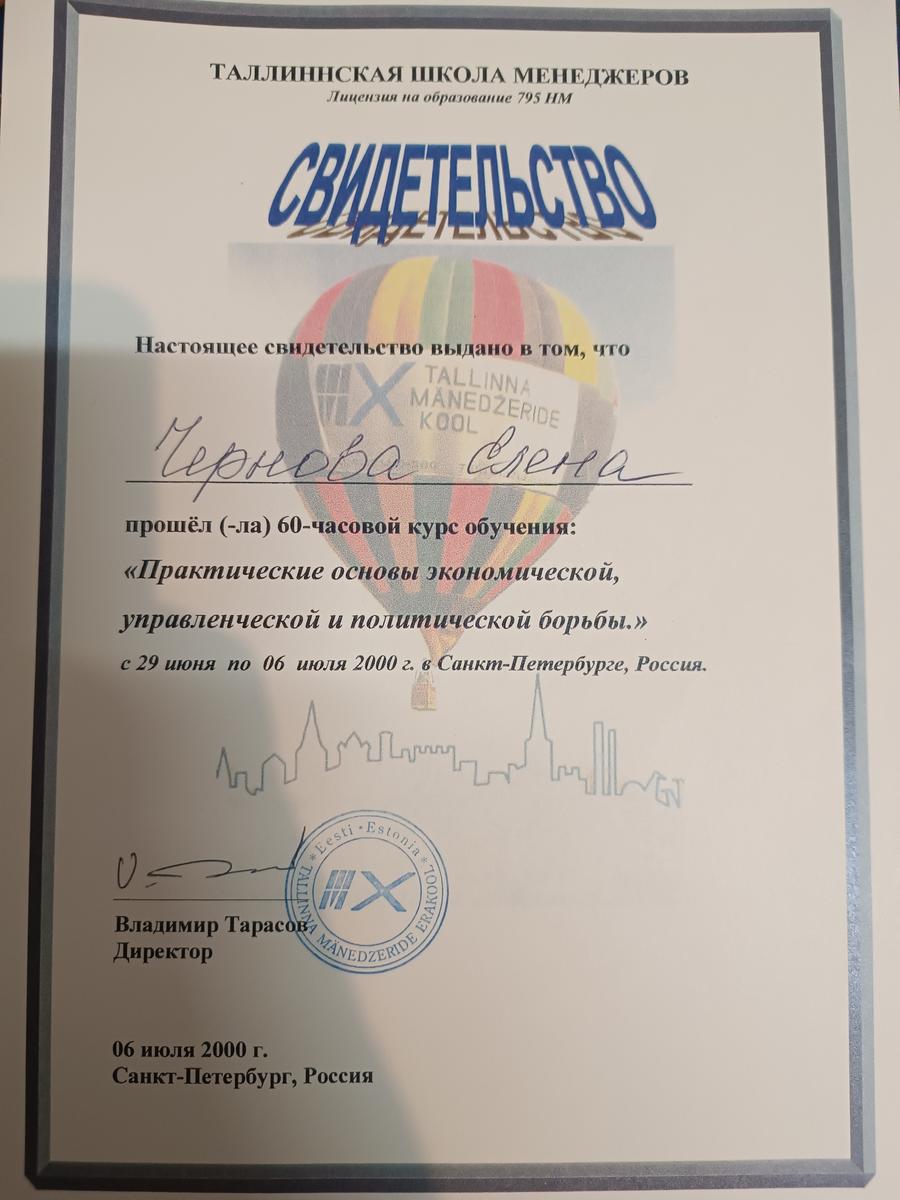 ТАЛЛИННСКАЯ ШКОЛА МЕНЕДЖЕРОВ
Лицензия на образование 795 НМ
СВИДЕТЕЛЬСТВО
Настоящее свидетельство выдано в том, что
TALLINNA
MÄNEDŽERIDE
KOOL
Чернова Елена
прошёл (-ла) 60-часовой курс обучения:
«Практические основы экономической,
управленческой и политической борьбы.»
с 29 июня по 06 июля 2000 г. в Санкт-Петербурге, Россия.
* Eesti • Estonia *
TALLINNA MÄNEDZERIDE ERAKOOL
Владимир Тарасов
Директор
06 июля 2000 г.
Санкт-Петербург, Россия